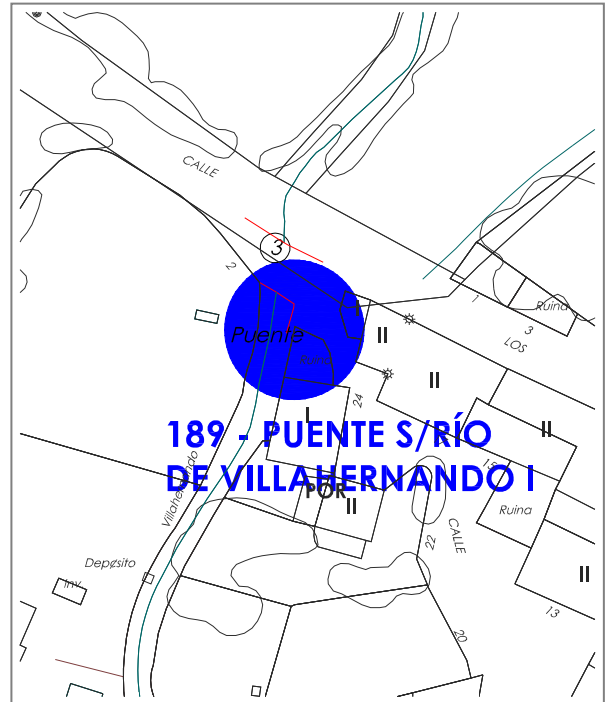 CALLE
3
2
Puente
I
II
1
3
Ruina
LOS
II
24
I
189 - PUENTE S/RÍO
DE VILLAHERNANDO I
POR
II
II
15
Ruina
Villahernando
CALLE
22
Depósito
Inv.
II
13
20